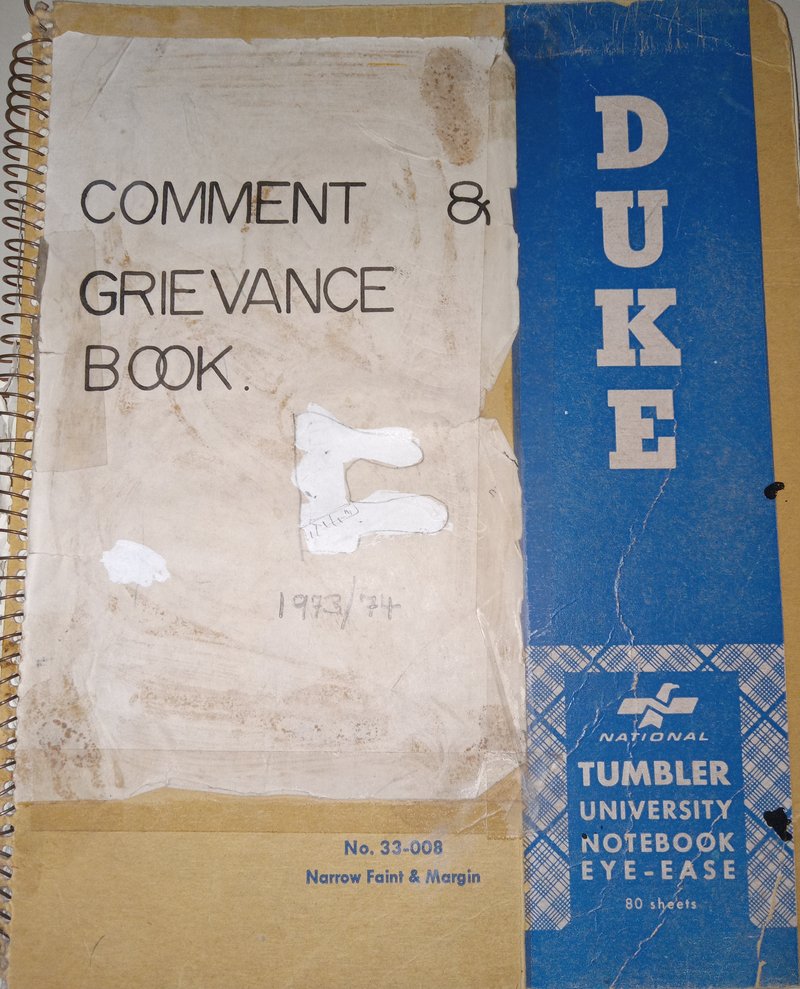 COMMENT &
GRIEVANCE
BOOK.
1973/74
No. 33-008
Narrow Faint & Margin
DUKE
NATIONAL
TUMBLER
UNIVERSITY
NOTEBOOK
EYE-EASE
80 sheets